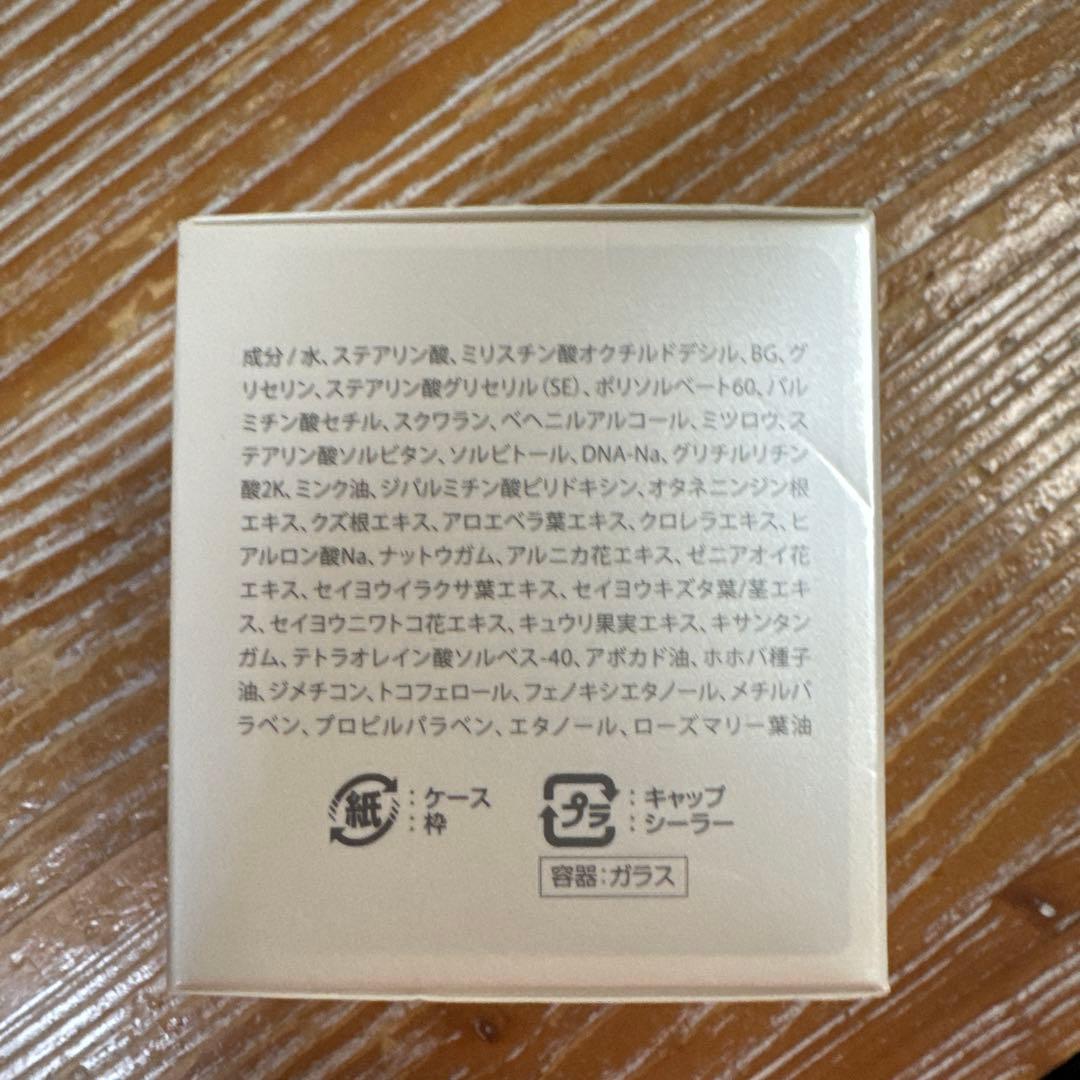 成分/水、ステアリン酸、ミリスチン酸オクチルドデシル、BG、グ
リセリン、ステアリン酸グリセリル(SE)、ポリソルベート60、パル
ミチン酸セチル、スクワラン、ベヘニルアルコール、ミツロウ、ス
テアリン酸ソルビタン、ソルビトール、DNA-Na、グリチルリチン
酸2K、ミンク油、ジパルミチン酸ピリドキシン、オタネニンジン根
エキス、クズ根エキス、アロエベラ葉エキス、クロレラエキス、ヒ
アルロン酸Na、ナットウガム、アルニカ花エキス、ゼニアオイ花
エキス、セイヨウイラクサ葉エキス、セイヨウキズタ葉/茎エキ
ス、セイヨウニワトコ花エキス、キュウリ果実エキス、キサンタン
ガム、テトラオレイン酸ソルベス-40、アボカド油、ホホバ種子
油、ジメチコン、トコフェロール、フェノキシエタノール、メチルパ
ラベン、プロピルパラベン、エタノール、ローズマリー葉油
紙:ケース
:枠
プラ:キャップ
:シーラー
容器:ガラス